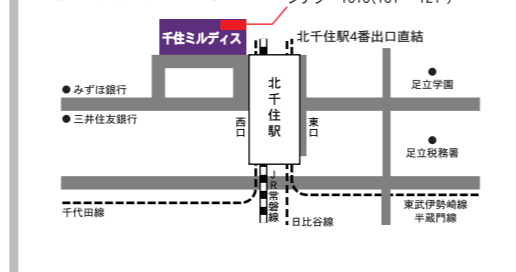 千住ミルディス
北千住駅4番出口直結
● みずほ銀行
● 三井住友銀行
北千住駅
西口
東口
足立学園
足立税務署
JR常磐線
千代田線
日比谷線
東武伊勢崎線
半蔵門線